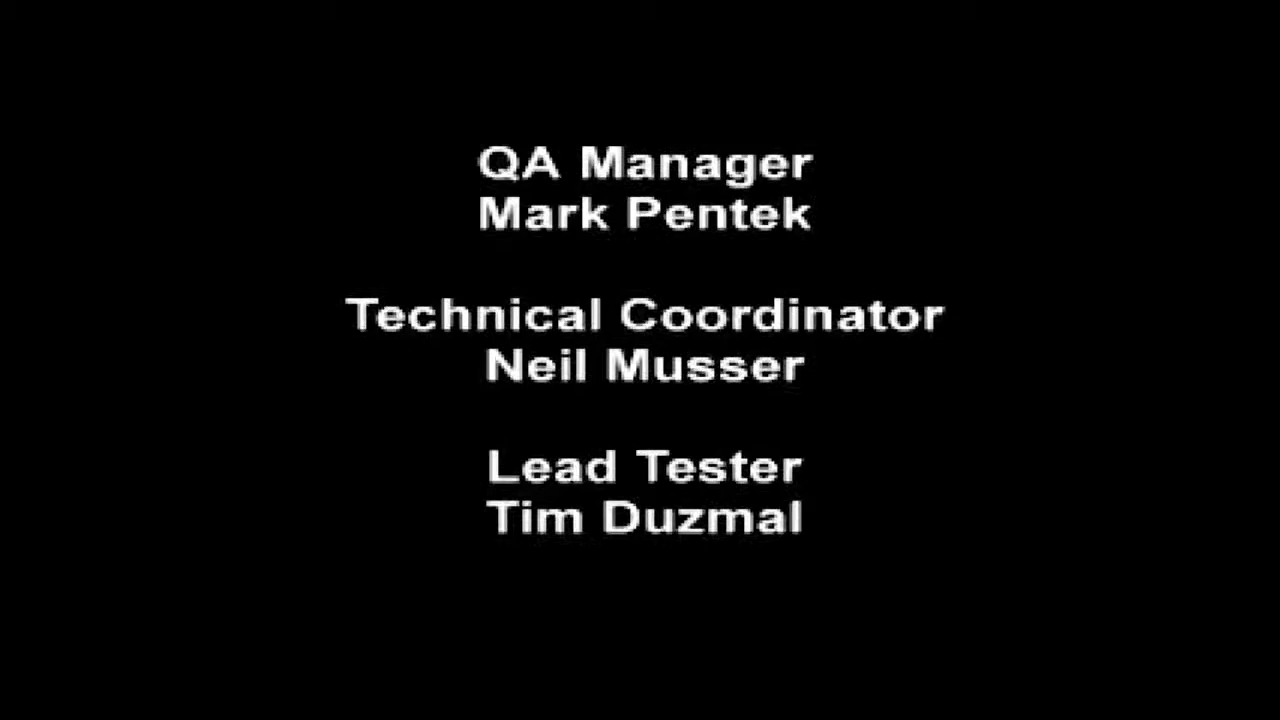 QA Manager
Mark Pentek
Technical Coordinator
Neil Musser
Lead Tester
Tim Duzmal